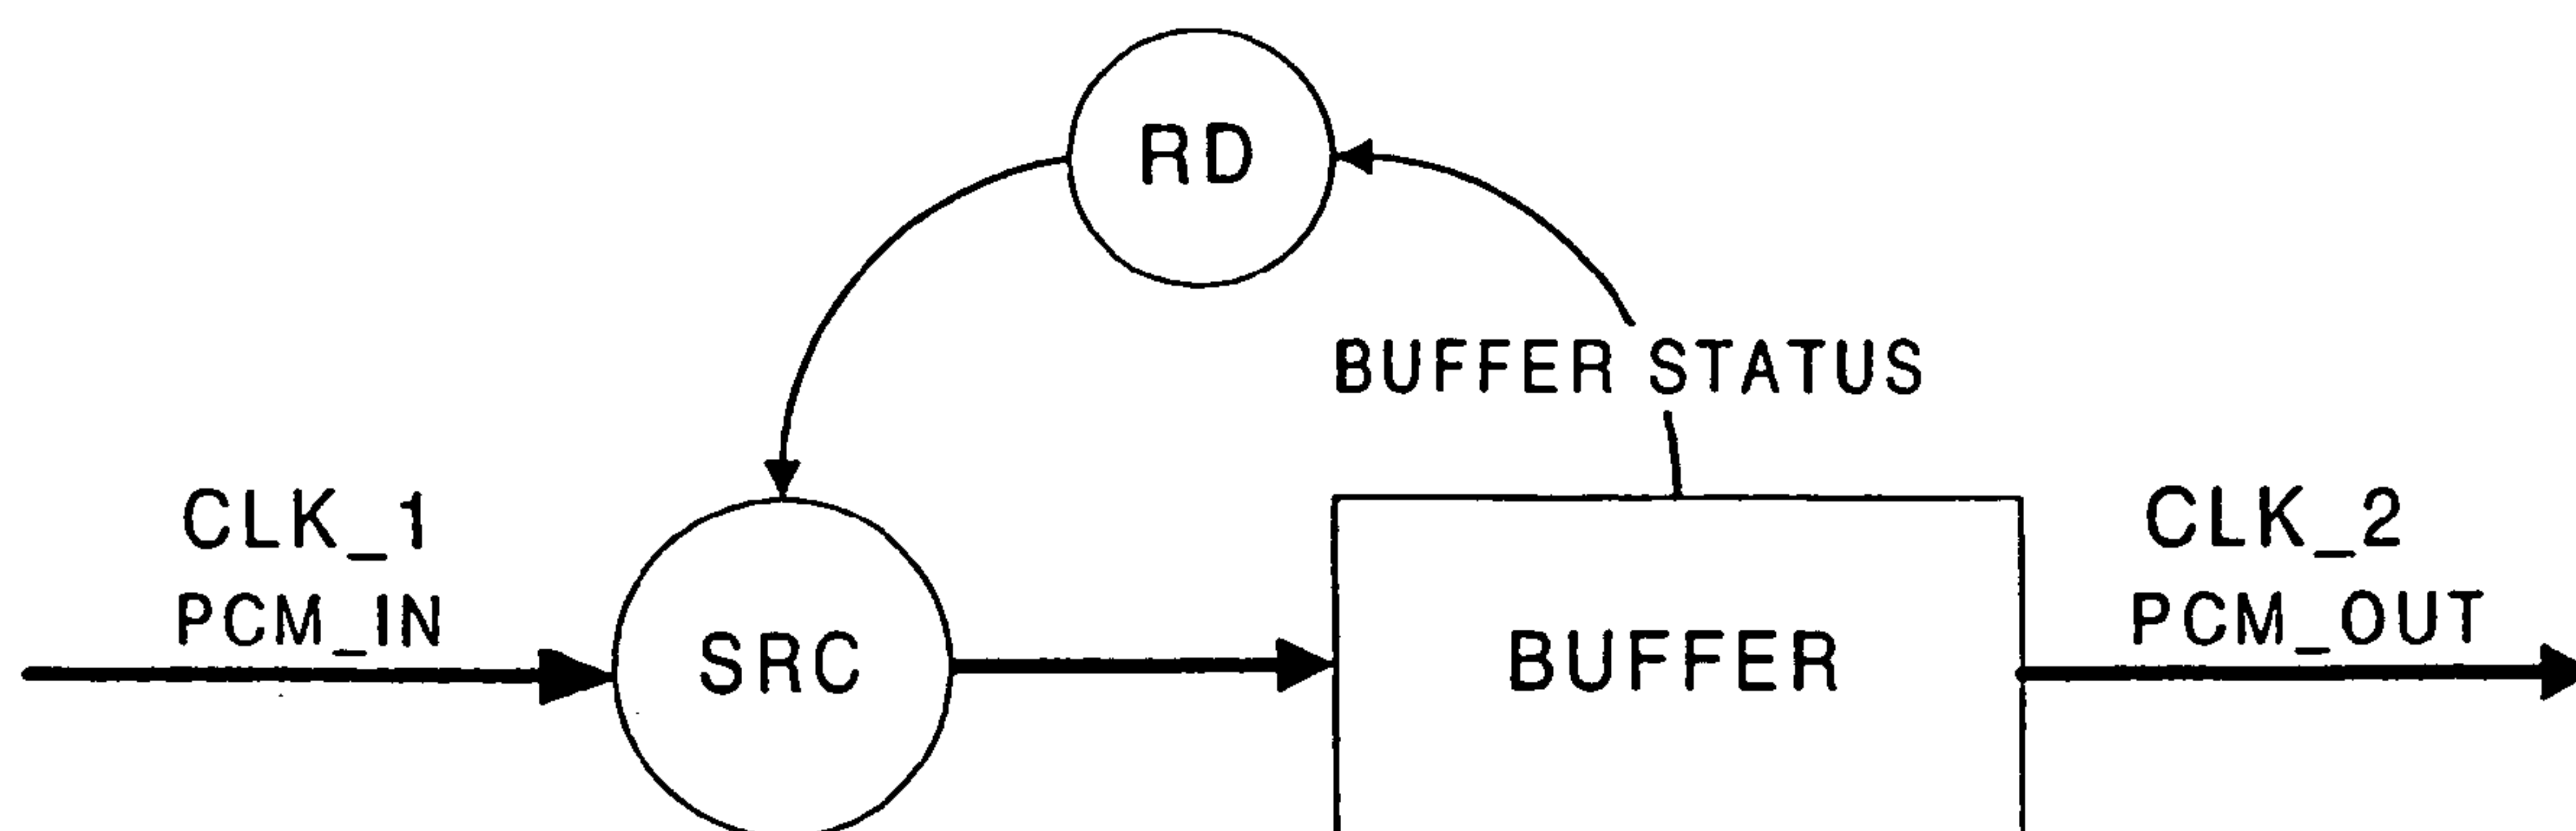 RD
BUFFER STATUS
CLK_1
PCM_IN
SRC
BUFFER
CLK_2
PCM_OUT